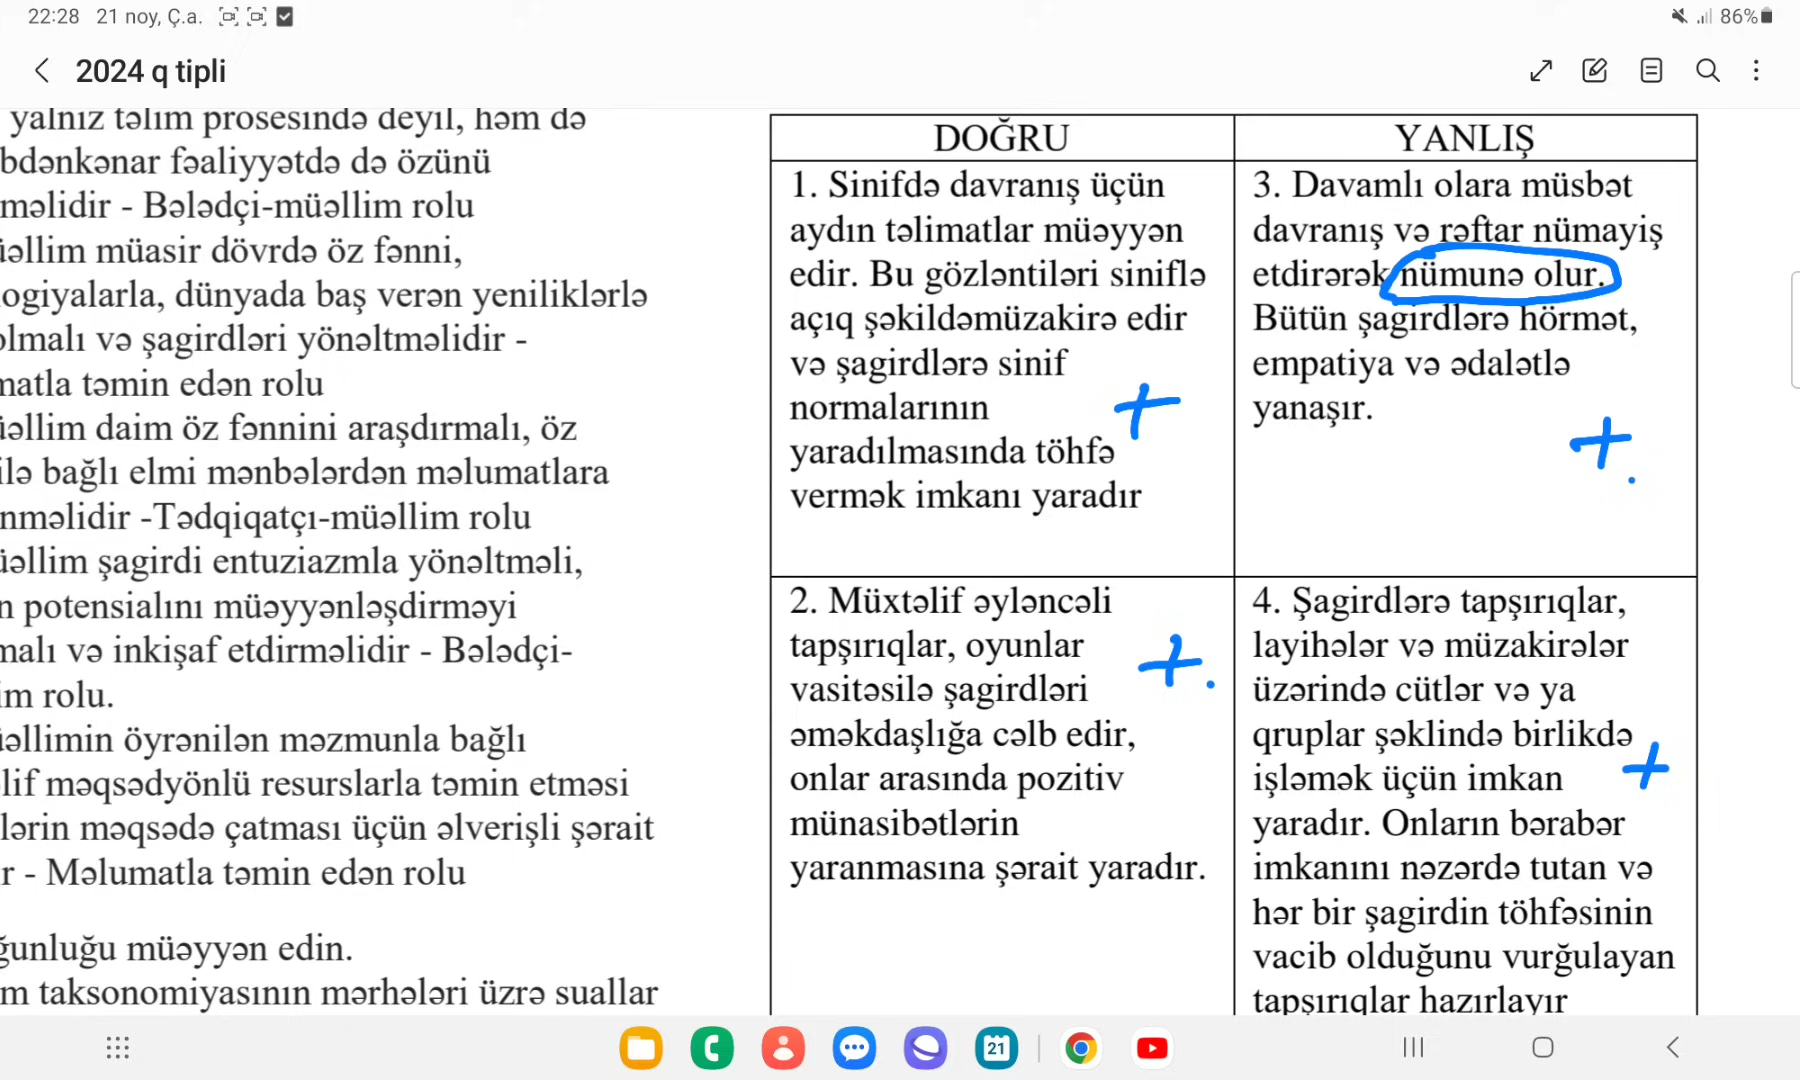 22:28 21 noy, Ç.a.
86%
2024 q tipli
yalnız təlim prosesində deyil, həm də
bdənkənar fəaliyyətdə də özünü
məlidir - Bələdçi-müəllim rolu
üəllim müasir dövrdə öz fənni,
logiyalarla, dünyada baş verən yeniliklərlə
olmalı və şagirdləri yönəltməlidir -
matla təmin edən rolu
üəllim daim öz fənnini araşdırmalı, öz
ilə bağlı elmi mənbələrdən məlumatlara
nməlidir -Tədqiqatçı-müəllim rolu
üəllim şagirdi entuziazmla yönəltməli,
n potensialını müəyyənləşdirməyi
malı və inkişaf etdirməlidir - Bələdçi-
im rolu.
üəllimin öyrənilən məzmunla bağlı
lif məqsədyönlü resurslarla təmin etməsi
lərin məqsədə çatması üçün əlverişli şərait
r - Məlumatla təmin edən rolu
ğunluğu müəyyən edin.
m taksonomiyasının mərhələri üzrə suallar
DOĞRU
1. Sinifdə davranış üçün
aydın təlimatlar müəyyən
edir. Bu gözləntiləri siniflə
açıq şəkildəmüzakirə edir
və şagirdlərə sinif
normalarının
yaradılmasında töhfə
vermək imkanı yaradır
+
2. Müxtəlif əyləncəli
tapşırıqlar, oyunlar
vasitəsilə şagirdləri
əməkdaşlığa cəlb edir,
onlar arasında pozitiv
münasibətlərin
yaranmasına şərait yaradır.
+.
YANLIŞ
3. Davamlı olara müsbət
davranış və rəftar nümayiş
etdirərək nümunə olur.
Bütün şagirdlərə hörmət,
empatiya və ədalətlə
yanaşır.
+.
4. Şagirdlərə tapşırıqlar,
layihələr və müzakirələr
üzərində cütlər və ya
qruplar şəklində birlikdə
işləmək üçün imkan
yaradır. Onların bərabər
imkanını nəzərdə tutan və
hər bir şagirdin töhfəsinin
vacib olduğunu vurğulayan
tapşırıqlar hazırlayır
+
21